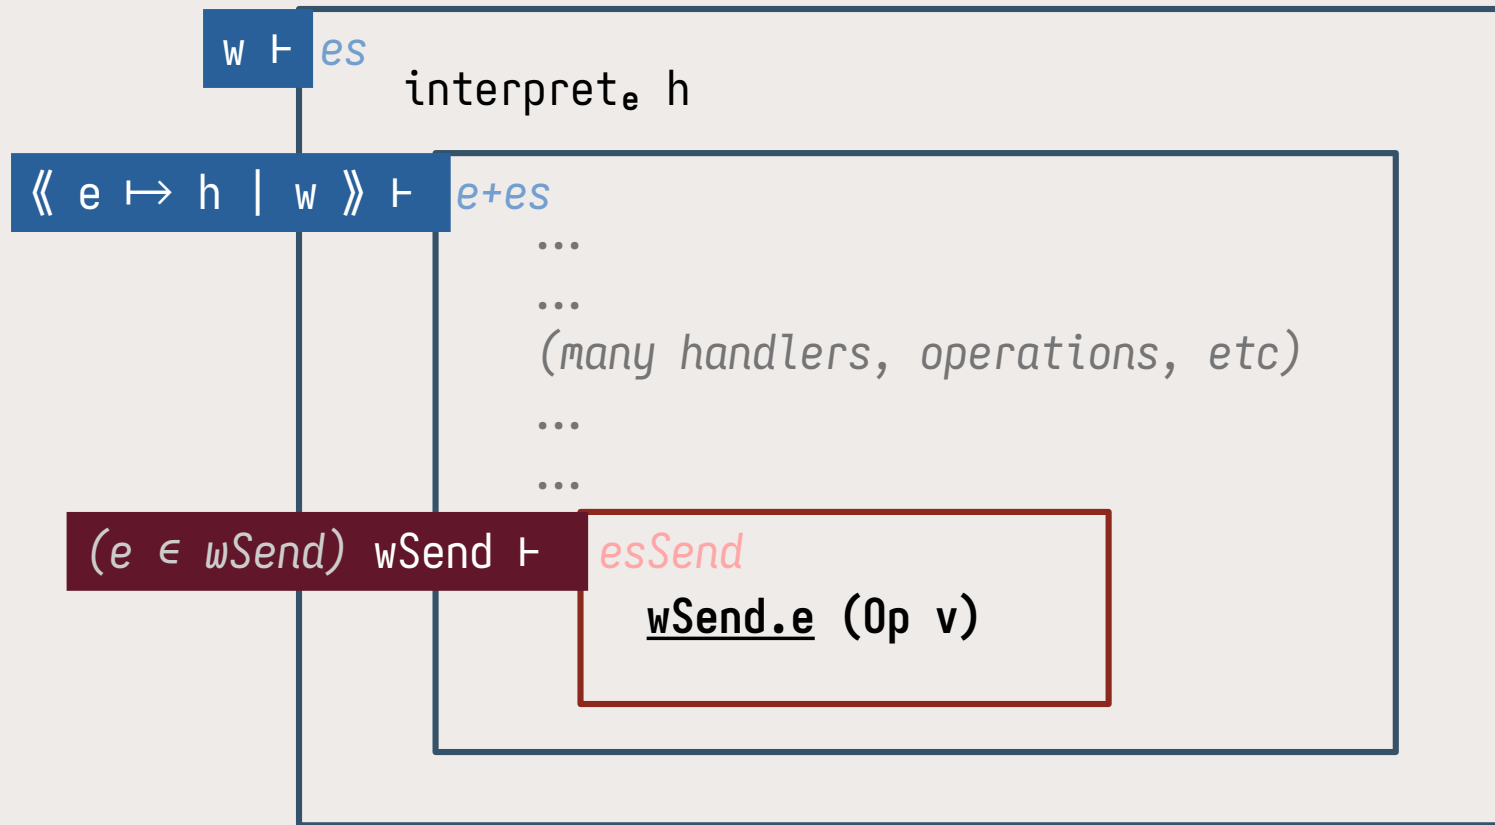 w ⊢ es
interpretₑ h
⟪ e ⟼ h | w ⟫ ⊢ e+es
...
...
(many handlers, operations, etc)
...
...
(e ∈ wSend) wSend ⊢ esSend
wSend.e (Op v)